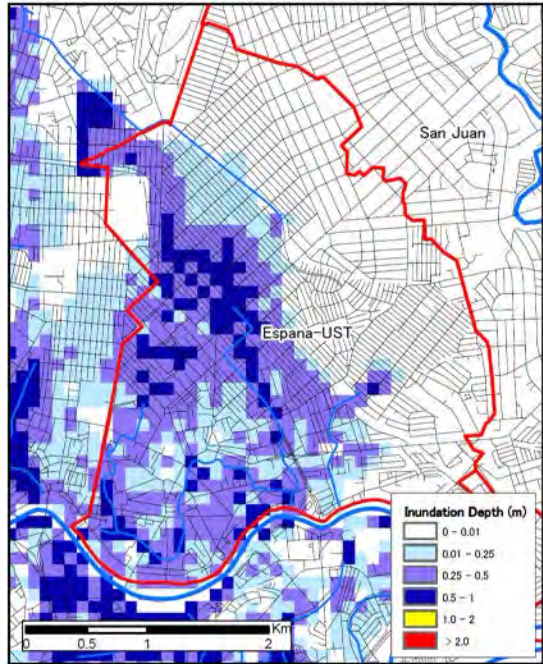 San Juan
Espana-UST
Inundation Depth (m)
0 - 0.01
0.01 - 0.25
0.25 - 0.5
0.5 - 1
1.0 - 2
> 2.0
Km
0 0.5 1 2